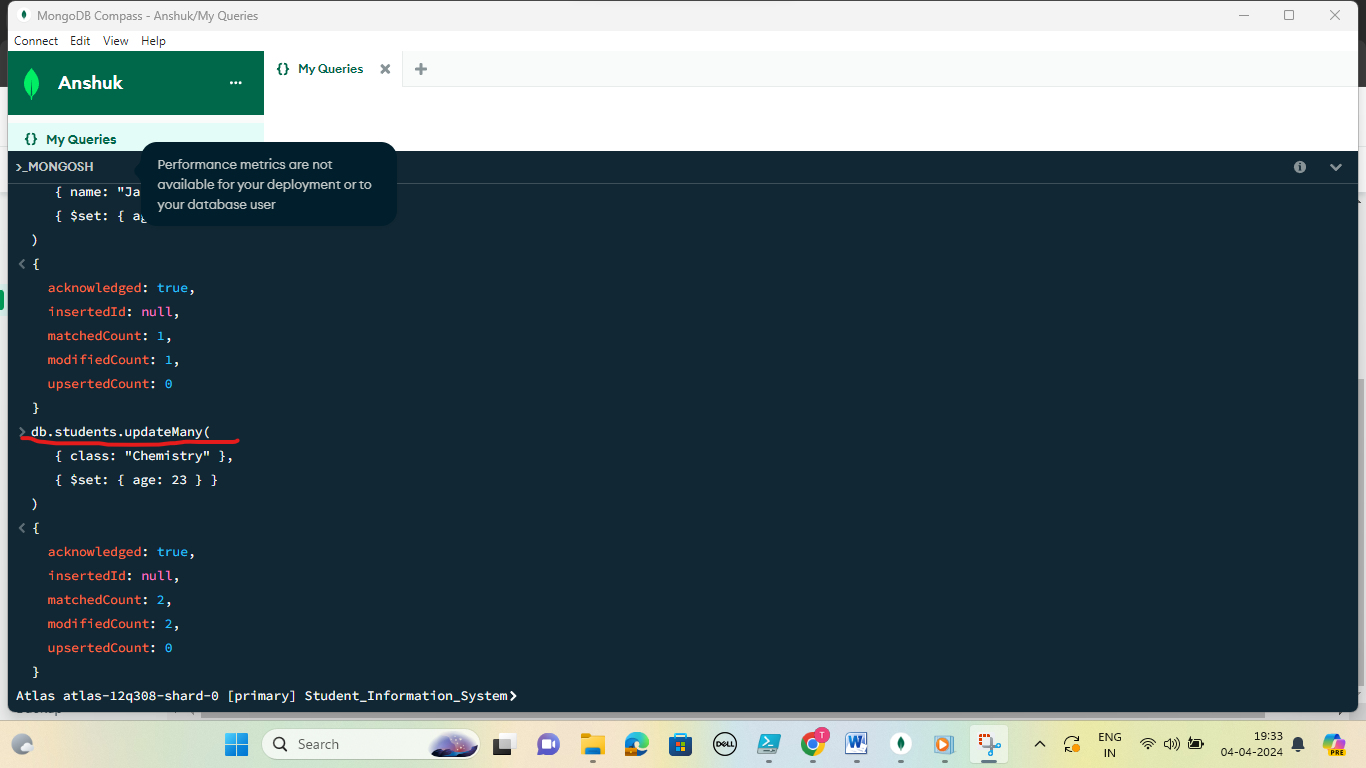 MongoDB Compass - Anshuk/My Queries
Connect Edit View Help
Anshuk
{} My Queries
+
{} My Queries
>_MONGOSH
Performance metrics are not
available for your deployment or to
your database user
{ name: "Ja
{ $set: { ag
)
{
acknowledged: true,
insertedId: null,
matchedCount: 1,
modifiedCount: 1,
upsertedCount: 0
}
> db.students.updateMany(
{ class: "Chemistry" },
{ $set: { age: 23 } }
)
< {
acknowledged: true,
insertedId: null,
matchedCount: 2,
modifiedCount: 2,
upsertedCount: 0
}
Atlas atlas-12q308-shard-0 [primary] Student_Information_System>
Search
DELL
T
W
ENG
IN
19:33
04-04-2024
PRE